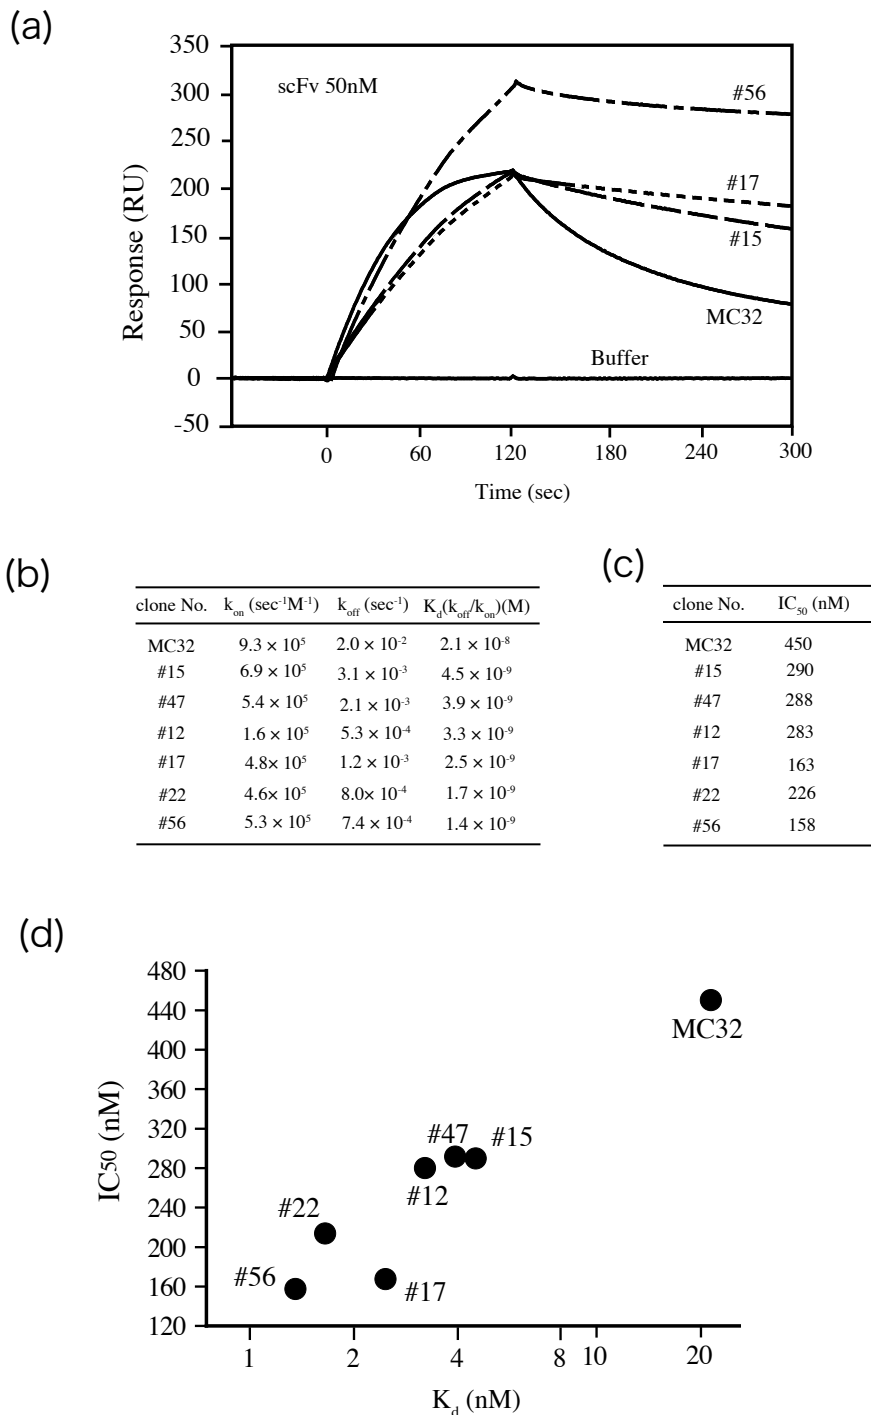 (a)
350
300
250
200
150
100
50
0
-50
Response (RU)
scFv 50nM
#56
#17
#15
MC32
Buffer
0 60 120 180 240 300
Time (sec)
(b)
clone No. kon (sec-1M-1) koff (sec-1) Kd(koff/kon)(M)
MC32 9.3 × 10⁵ 2.0 × 10⁻² 2.1 × 10⁻⁸
#15 6.9 × 10⁵ 3.1 × 10⁻³ 4.5 × 10⁻⁹
#47 5.4 × 10⁵ 2.1 × 10⁻³ 3.9 × 10⁻⁹
#12 1.6 × 10⁵ 5.3 × 10⁻⁴ 3.3 × 10⁻⁹
#17 4.8× 10⁵ 1.2 × 10⁻³ 2.5 × 10⁻⁹
#22 4.6× 10⁵ 8.0× 10⁻⁴ 1.7 × 10⁻⁹
#56 5.3 × 10⁵ 7.4 × 10⁻⁴ 1.4 × 10⁻⁹
(c)
clone No. IC50 (nM)
MC32 450
#15 290
#47 288
#12 283
#17 163
#22 226
#56 158
(d)
480
440
400
360
320
280
240
200
160
120
IC50 (nM)
MC32
#47
#15
#12
#22
#56
#17
1 2 4 8 10 20
Kd (nM)